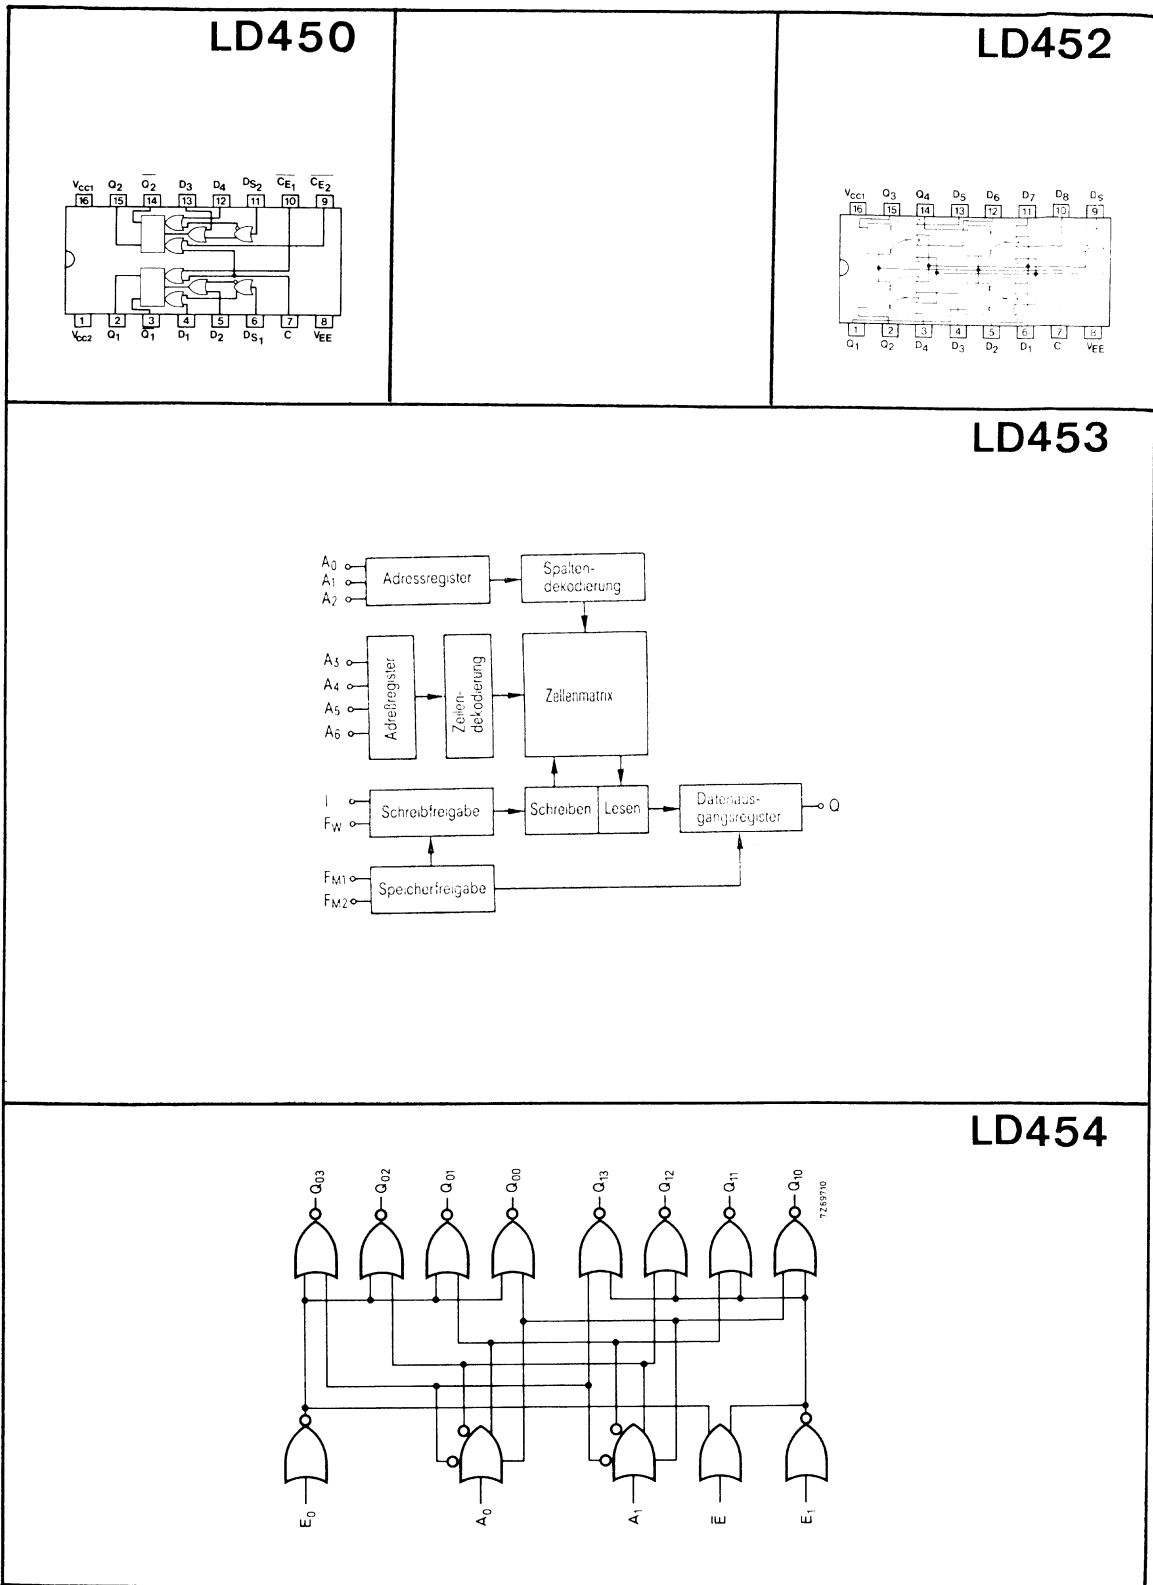 LD450
V̅CC1 Q2 Q̅2 D3 D4 DS2 C̅E̅1 C̅E̅2
16 15 14 13 12 11 10 9
1 2 3 4 5 6 7 8
VCC2 Q1 Q̅1 D1 D2 DS1 C VEE
LD452
VCC1 Q3 Q4 D5 D6 D7 D8 DS
16 15 14 13 12 11 10 9
1 2 3 4 5 6 7 8
Q1 Q2 D4 D3 D2 D1 C VEE
LD453
A0
A1
A2
Adressregister
Spalten-
dekodierung
A3
A4
A5
A6
Adreßregister
Zeilen-
dekodierung
Zellenmatrix
I
FW
Schreibfreigabe
Schreiben
Lesen
Datenaus-
gangsregister
Q
FM1
FM2
Speicherfreigabe
LD454
Q03 Q02 Q01 Q00 Q13 Q12 Q11 Q10
7Z69710
E0 A0 A1 E̅ E1